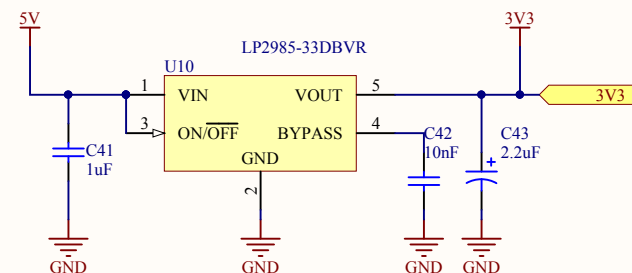 5V
3V3
LP2985-33DBVR
U10
1
VIN
VOUT
5
3V3
3
ON/OFF
BYPASS
4
C41
1uF
C42
10nF
C43
2.2uF
+
GND
2
GND
GND
GND
GND